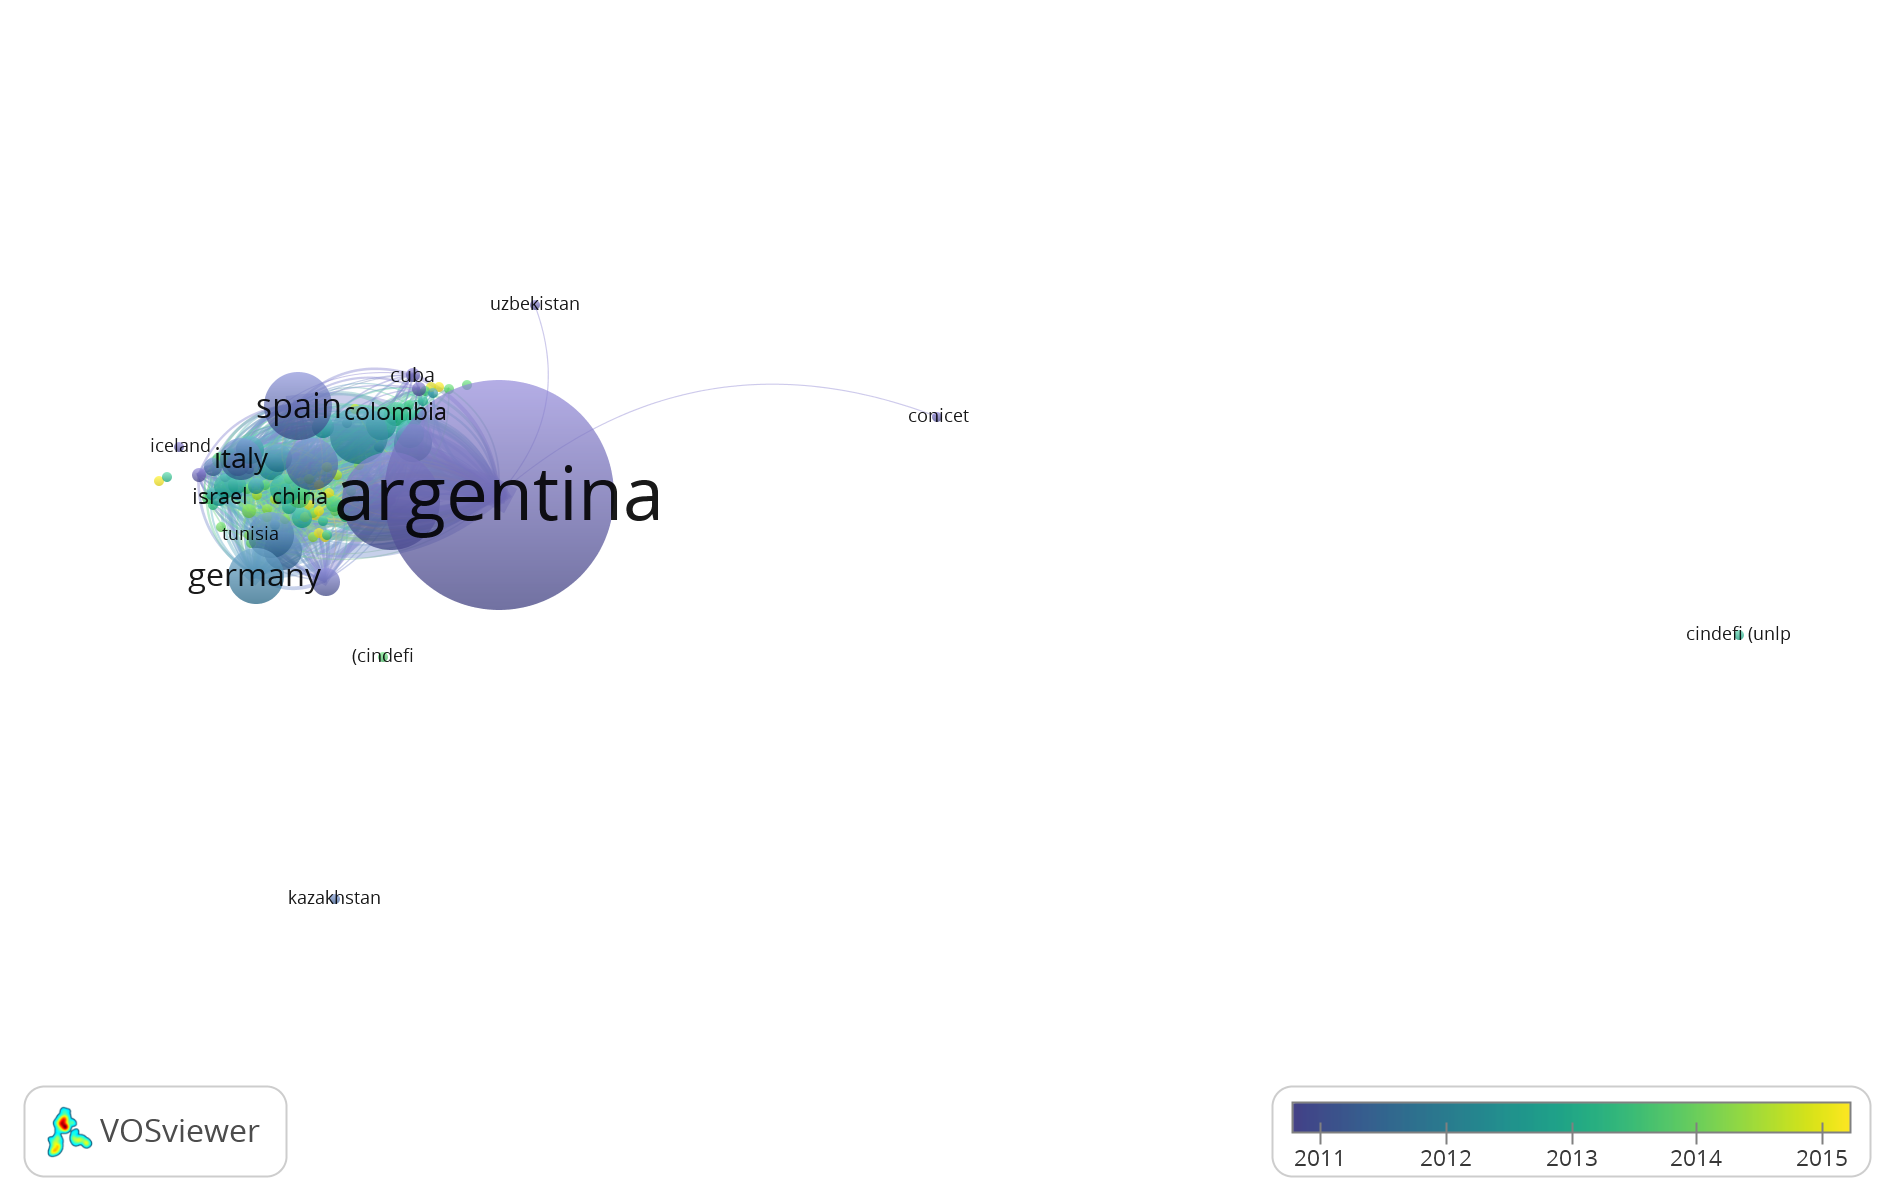 uzbekistan
cuba
spain
colombia
conicet
iceland
italy
israel
china
argentina
tunisia
germany
cindefi (unlp
(cindefi
kazakhstan
VOSviewer
2011
2012
2013
2014
2015